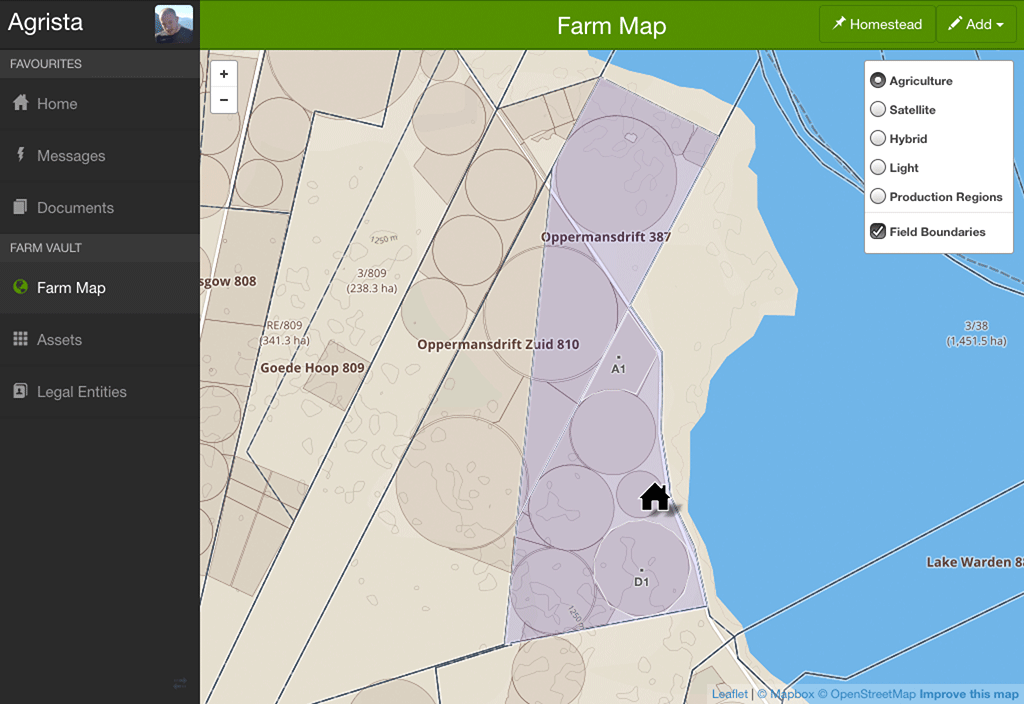 Agrista
Farm Map
Homestead
Add
FAVOURITES
Home
Messages
Documents
FARM VAULT
Farm Map
Assets
Legal Entities
+
−
Agriculture
Satellite
Hybrid
Light
Production Regions
Field Boundaries
Oppermansdrift 387
1250 m
3/809
(238.3 ha)
sgow 808
RE/809
(341.3 ha)
Oppermansdrift Zuid 810
Goede Hoop 809
3/38
(1,451.5 ha)
A1
Lake Warden 88
D1
1250 m
Leaflet | © Mapbox © OpenStreetMap Improve this map